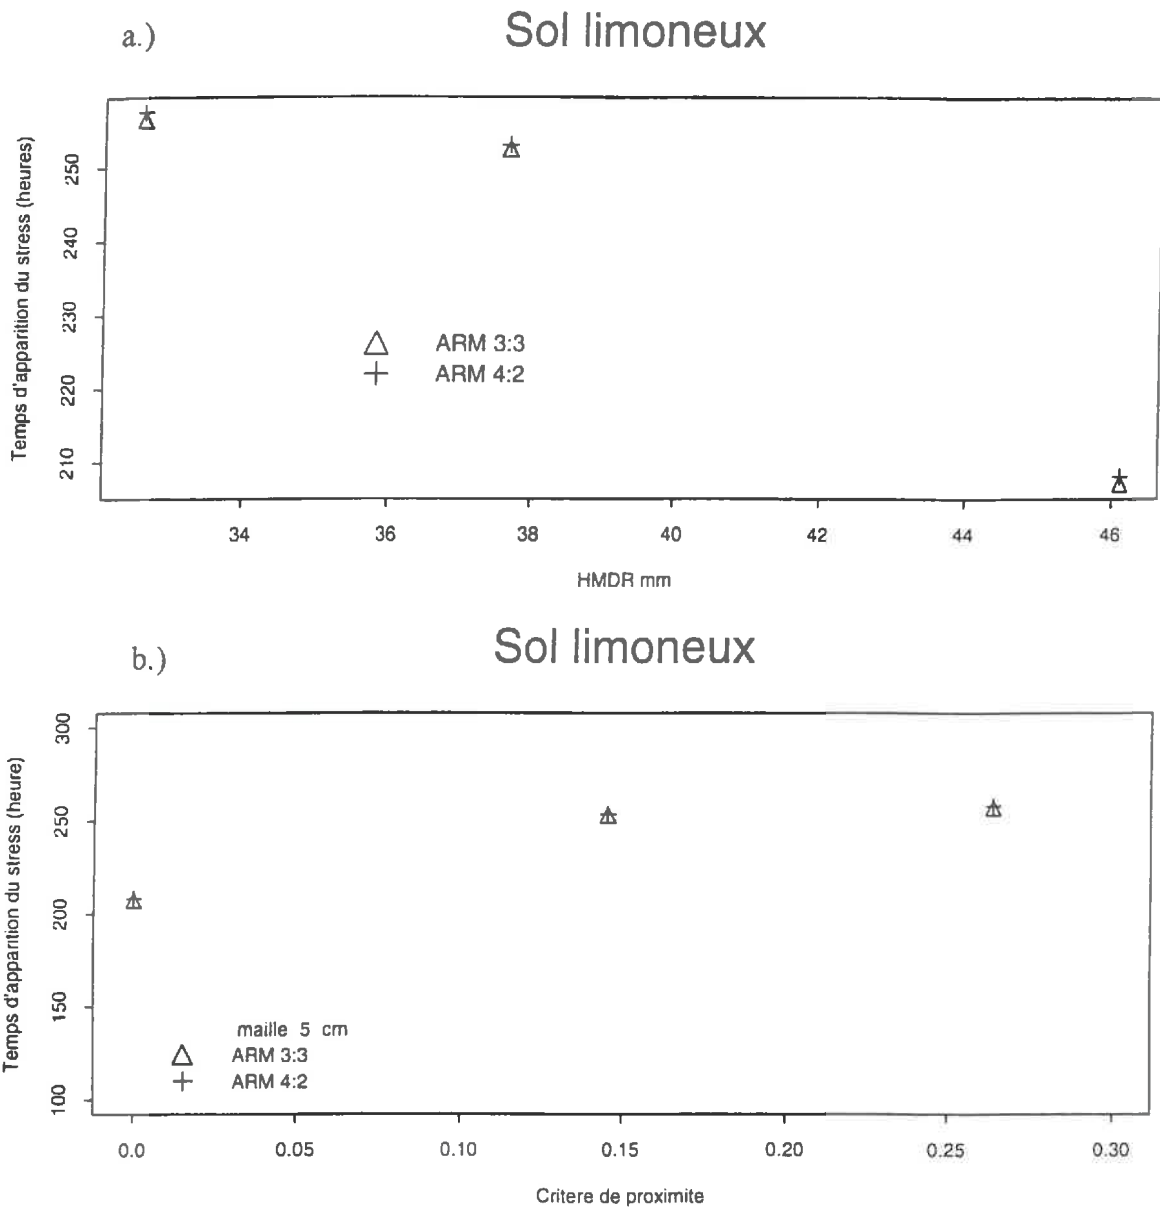 a.)
Sol limoneux
Temps d'apparition du stress (heures)
250
240
230
220
210
ARM 3:3
ARM 4:2
34 36 38 40 42 44 46
HMDR mm
b.)
Sol limoneux
Temps d'apparition du stress (heure)
300
250
200
150
100
maille 5 cm
ARM 3:3
ARM 4:2
0.0 0.05 0.10 0.15 0.20 0.25 0.30
Critere de proximite